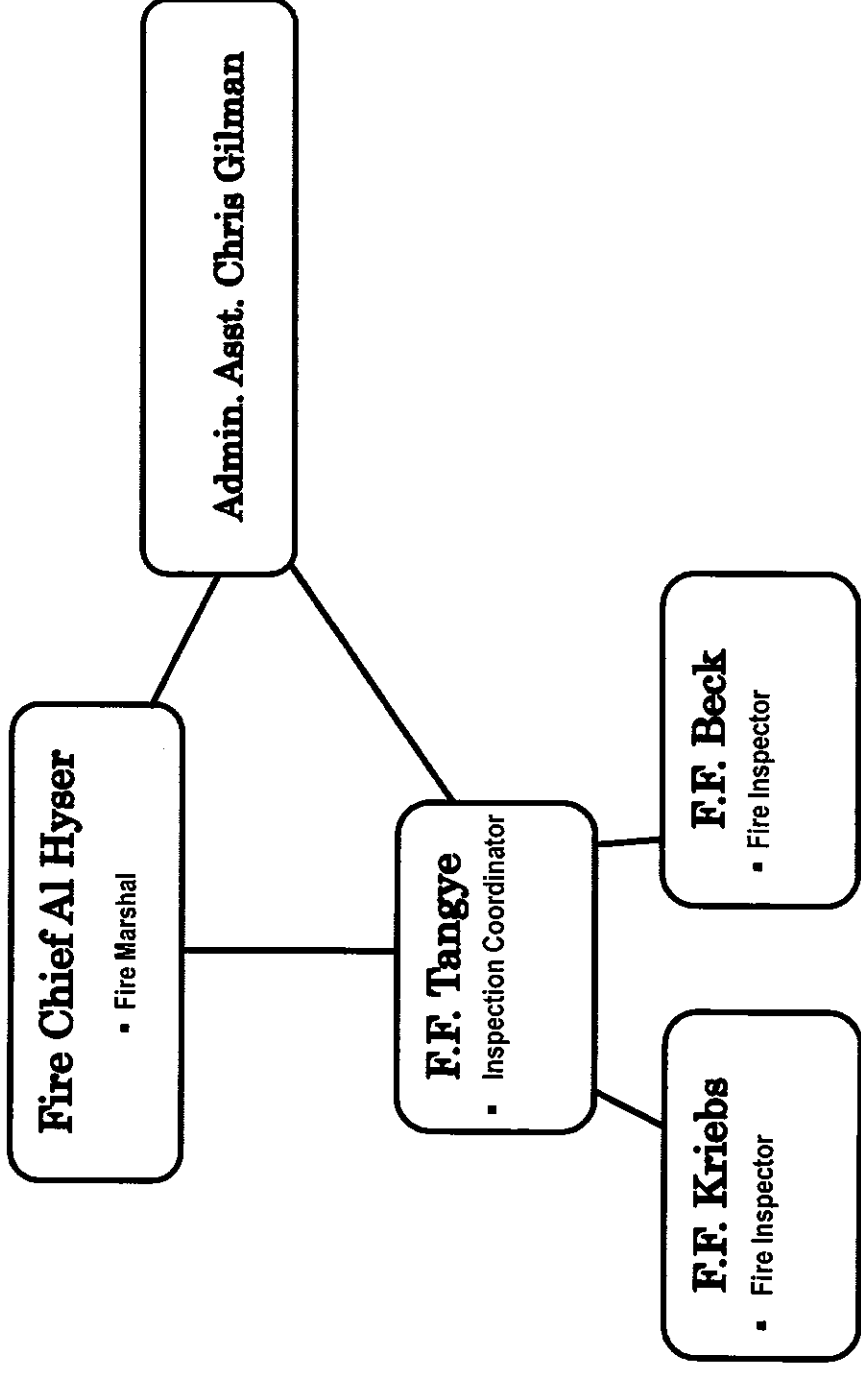 Fire Chief Al Hyser
▪ Fire Marshal
Admin. Asst. Chris Gilman
F.F. Tangye
▪ Inspection Coordinator
F.F. Kriebs
▪ Fire Inspector
F.F. Beck
▪ Fire Inspector